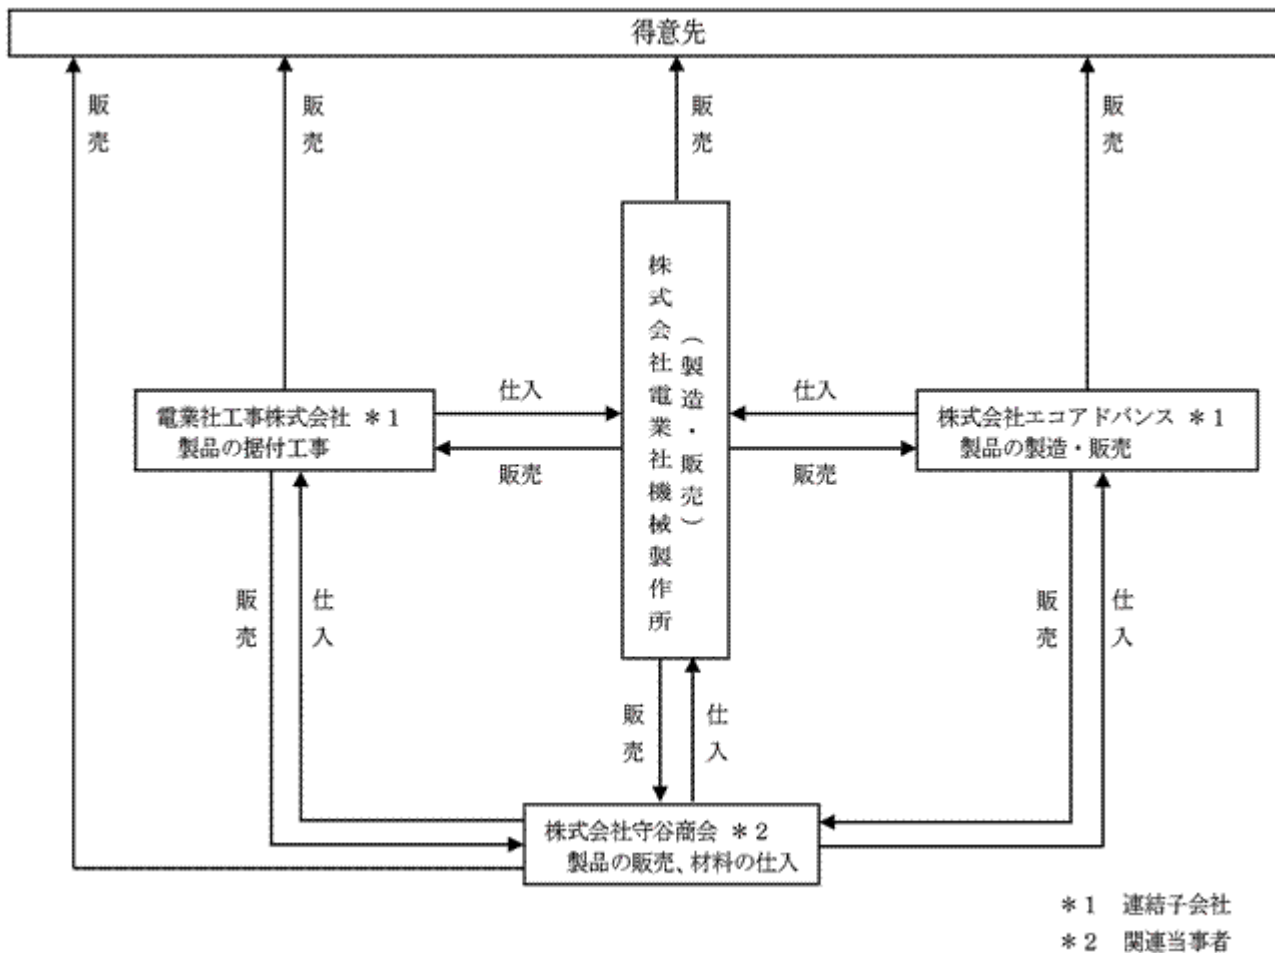 得意先
販売
販売
販売
販売
株式会社電業社機械製作所
(製造・販売)
電業社工事株式会社 ＊1
製品の据付工事
仕入
販売
仕入
販売
株式会社エコアドバンス ＊1
製品の製造・販売
販売
仕入
販売
仕入
販売
仕入
株式会社守谷商会 ＊2
製品の販売、材料の仕入
＊1 連結子会社
＊2 関連当事者